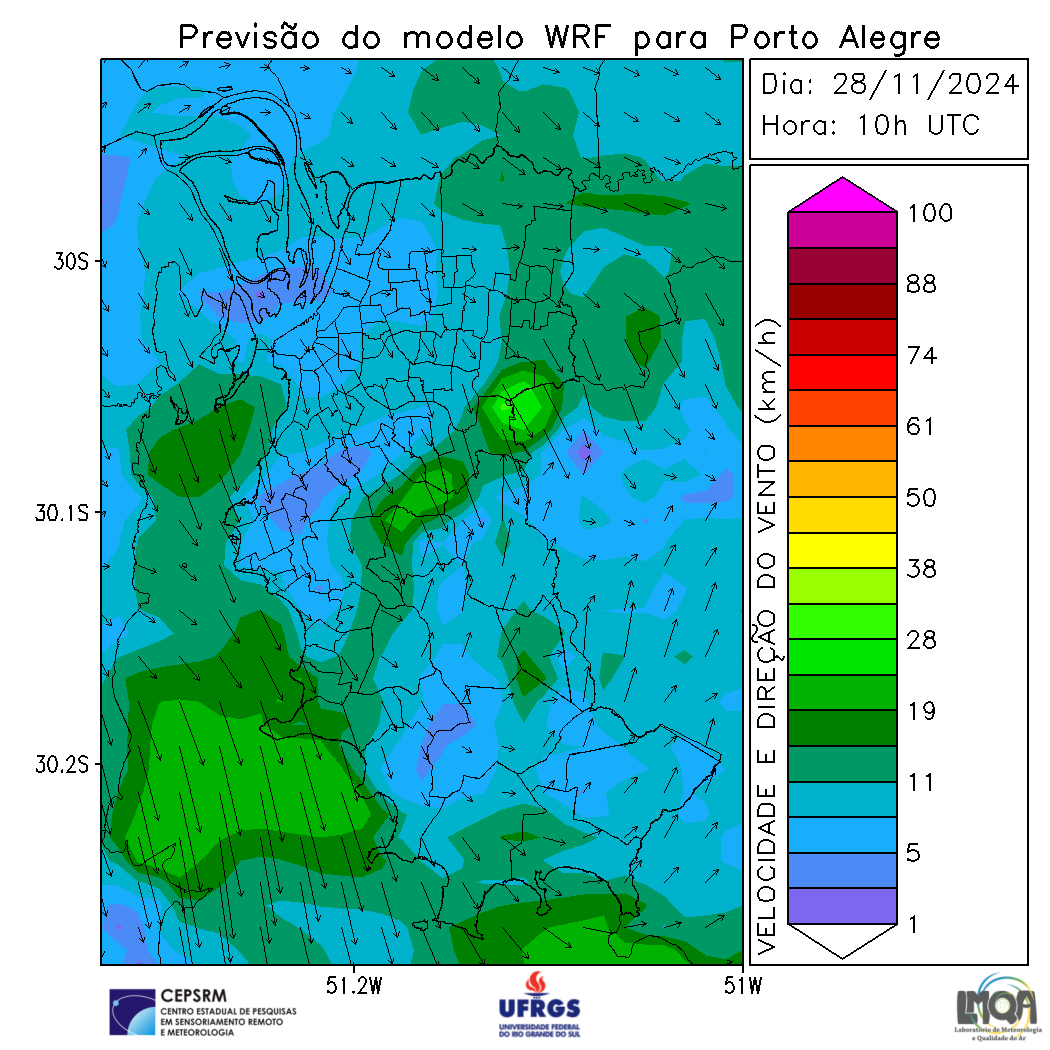 Previsão do modelo WRF para Porto Alegre
Dia: 28/11/2024
Hora: 10h UTC
30S
30.1S
30.2S
51.2W
51W
VELOCIDADE E DIREÇÃO DO VENTO (km/h)
100
88
74
61
50
38
28
19
11
5
1
CEPSRM
CENTRO ESTADUAL DE PESQUISAS
EM SENSORIAMENTO REMOTO
E METEOROLOGIA
UFRGS
UNIVERSIDADE FEDERAL
DO RIO GRANDE DO SUL
LMQA
Laboratório de Meteorologia
e Qualidade do Ar